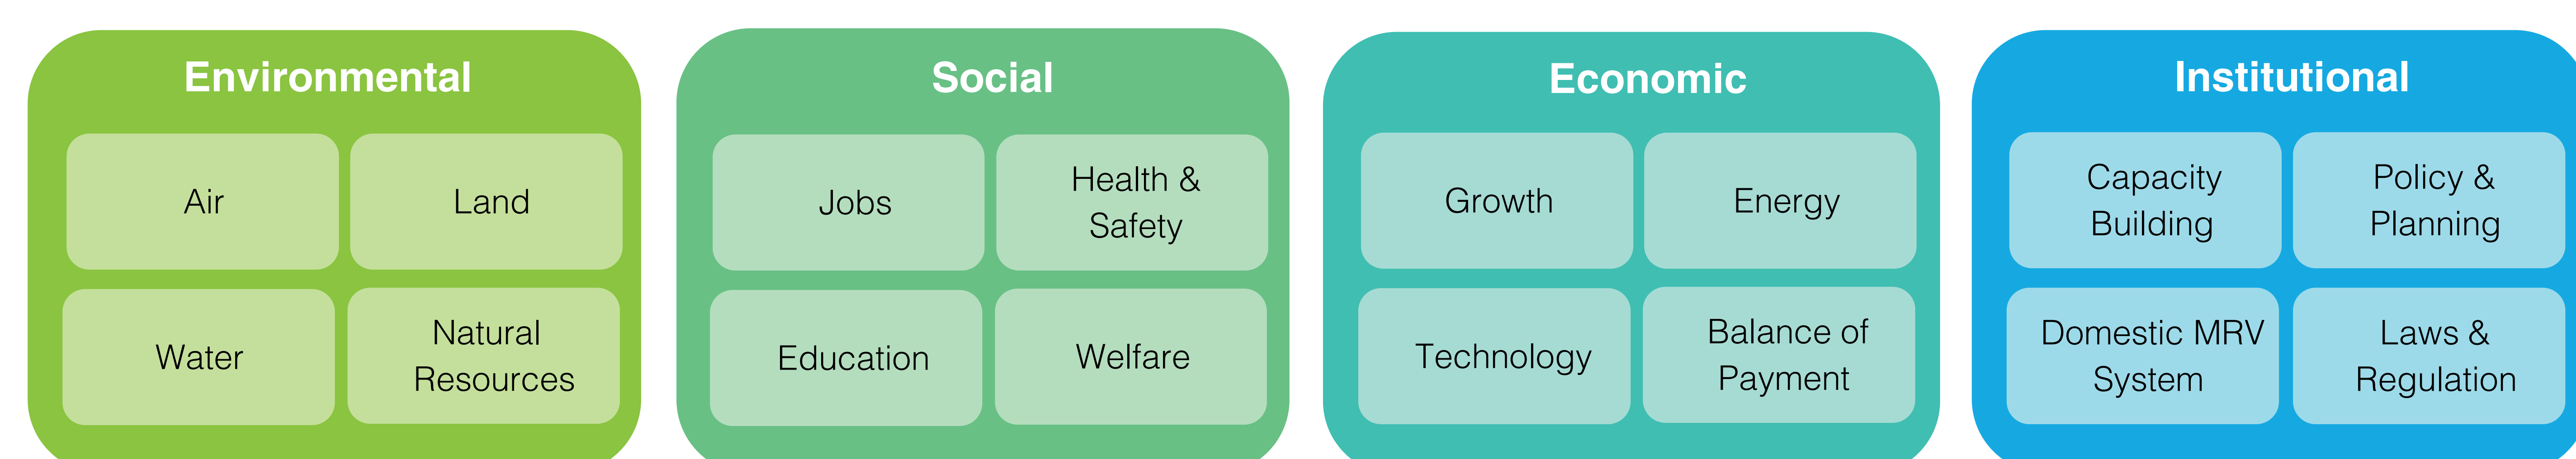 Environmental
Air
Land
Water
Natural
Resources
Social
Jobs
Health &
Safety
Education
Welfare
Economic
Growth
Energy
Technology
Balance of
Payment
Institutional
Capacity
Building
Policy &
Planning
Domestic MRV
System
Laws &
Regulation